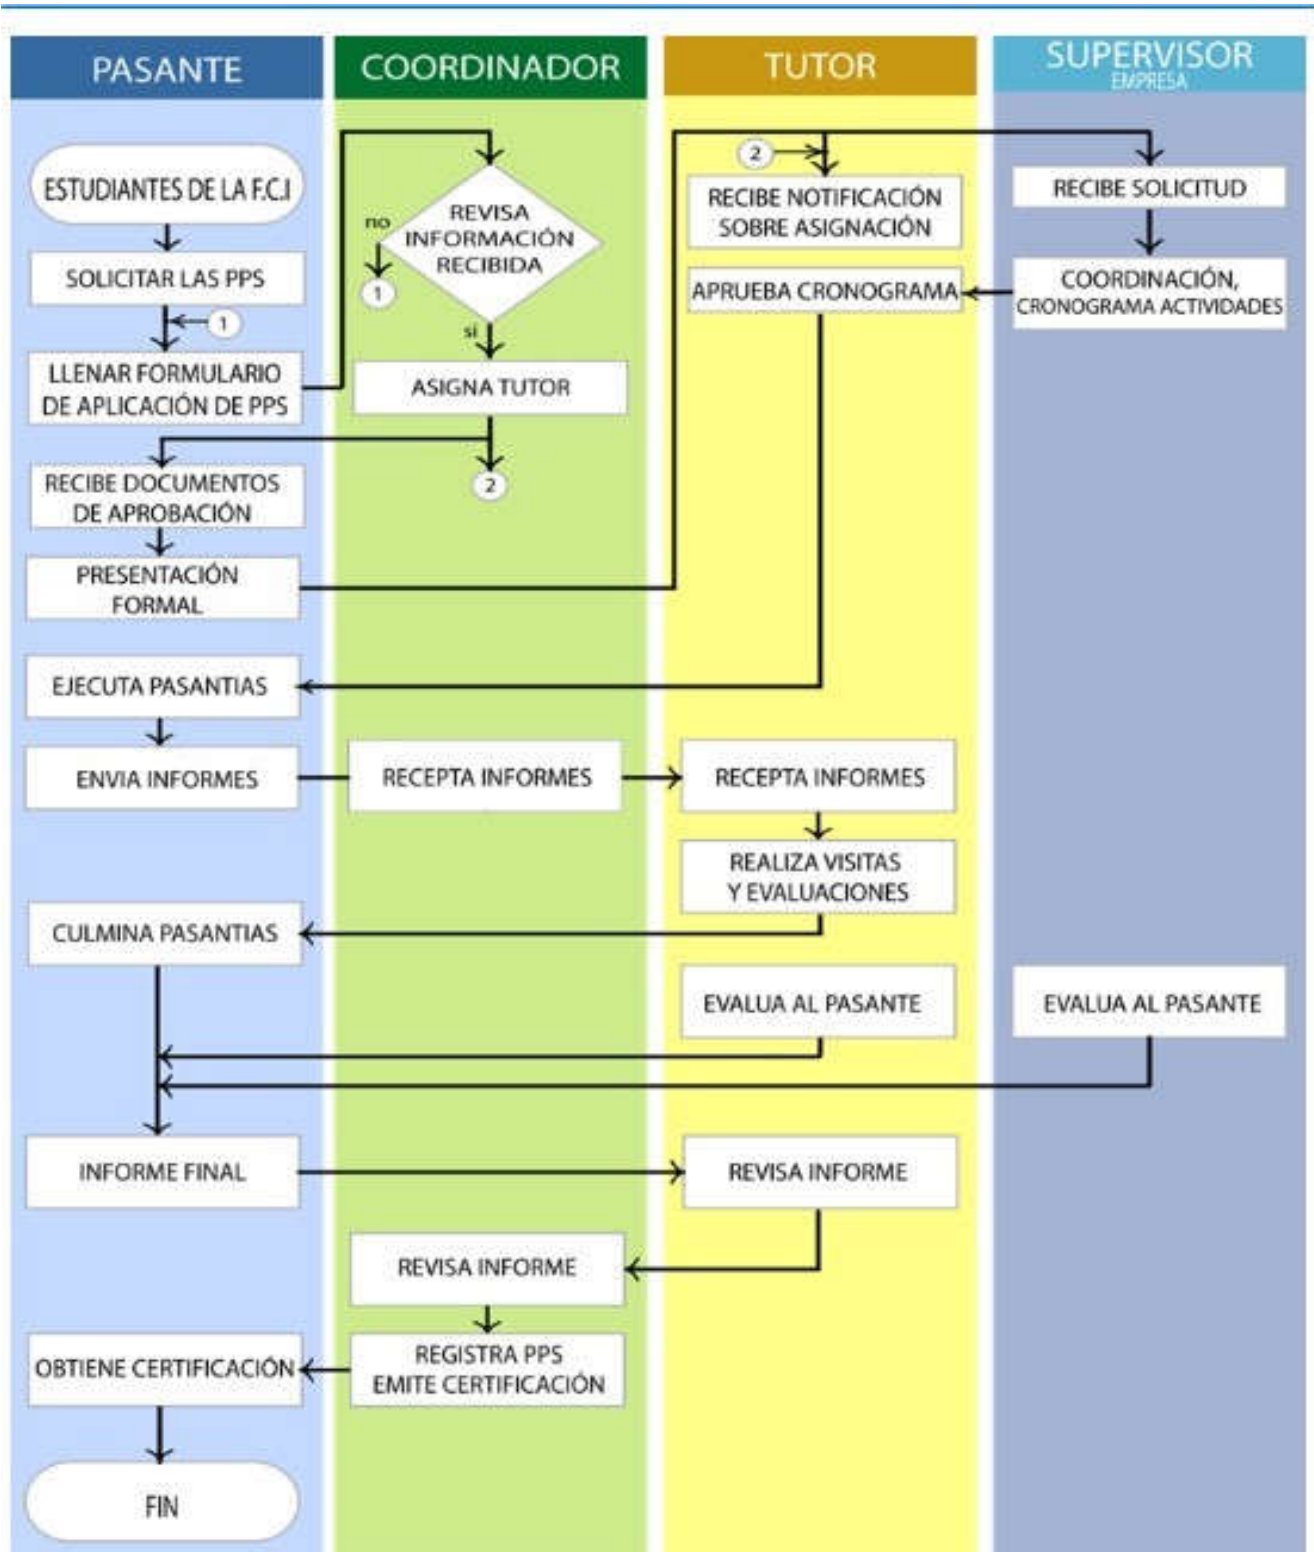 PASANTE
COORDINADOR
TUTOR
SUPERVISOR
EMPRESA
ESTUDIANTES DE LA F.C.I
SOLICITAR LAS PPS
1
LLENAR FORMULARIO
DE APLICACIÓN DE PPS
REVISA
INFORMACIÓN
RECIBIDA
no
1
si
ASIGNA TUTOR
2
RECIBE DOCUMENTOS
DE APROBACIÓN
PRESENTACIÓN
FORMAL
2
RECIBE NOTIFICACIÓN
SOBRE ASIGNACIÓN
RECIBE SOLICITUD
COORDINACIÓN,
CRONOGRAMA ACTIVIDADES
APRUEBA CRONOGRAMA
EJECUTA PASANTIAS
ENVIA INFORMES
RECEPTA INFORMES
RECEPTA INFORMES
REALIZA VISITAS
Y EVALUACIONES
CULMINA PASANTIAS
EVALUA AL PASANTE
EVALUA AL PASANTE
INFORME FINAL
REVISA INFORME
REVISA INFORME
REGISTRA PPS
EMITE CERTIFICACIÓN
OBTIENE CERTIFICACIÓN
FIN